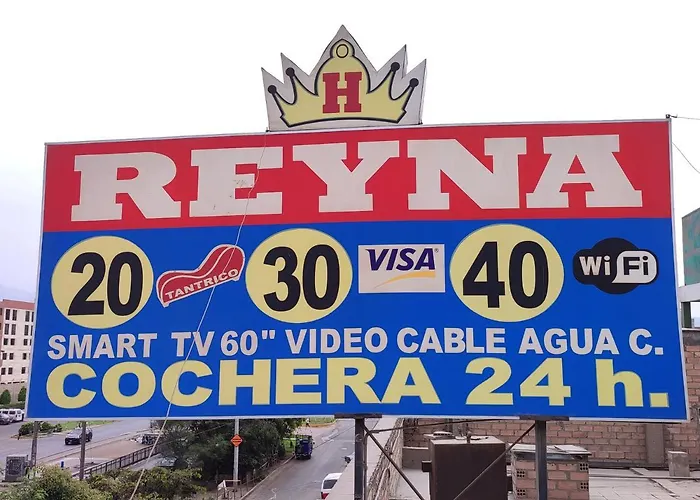 H
REYNA
20 TANTRICO 30 VISA 40 WiFi
SMART TV 60" VIDEO CABLE AGUA C.
COCHERA 24 h.